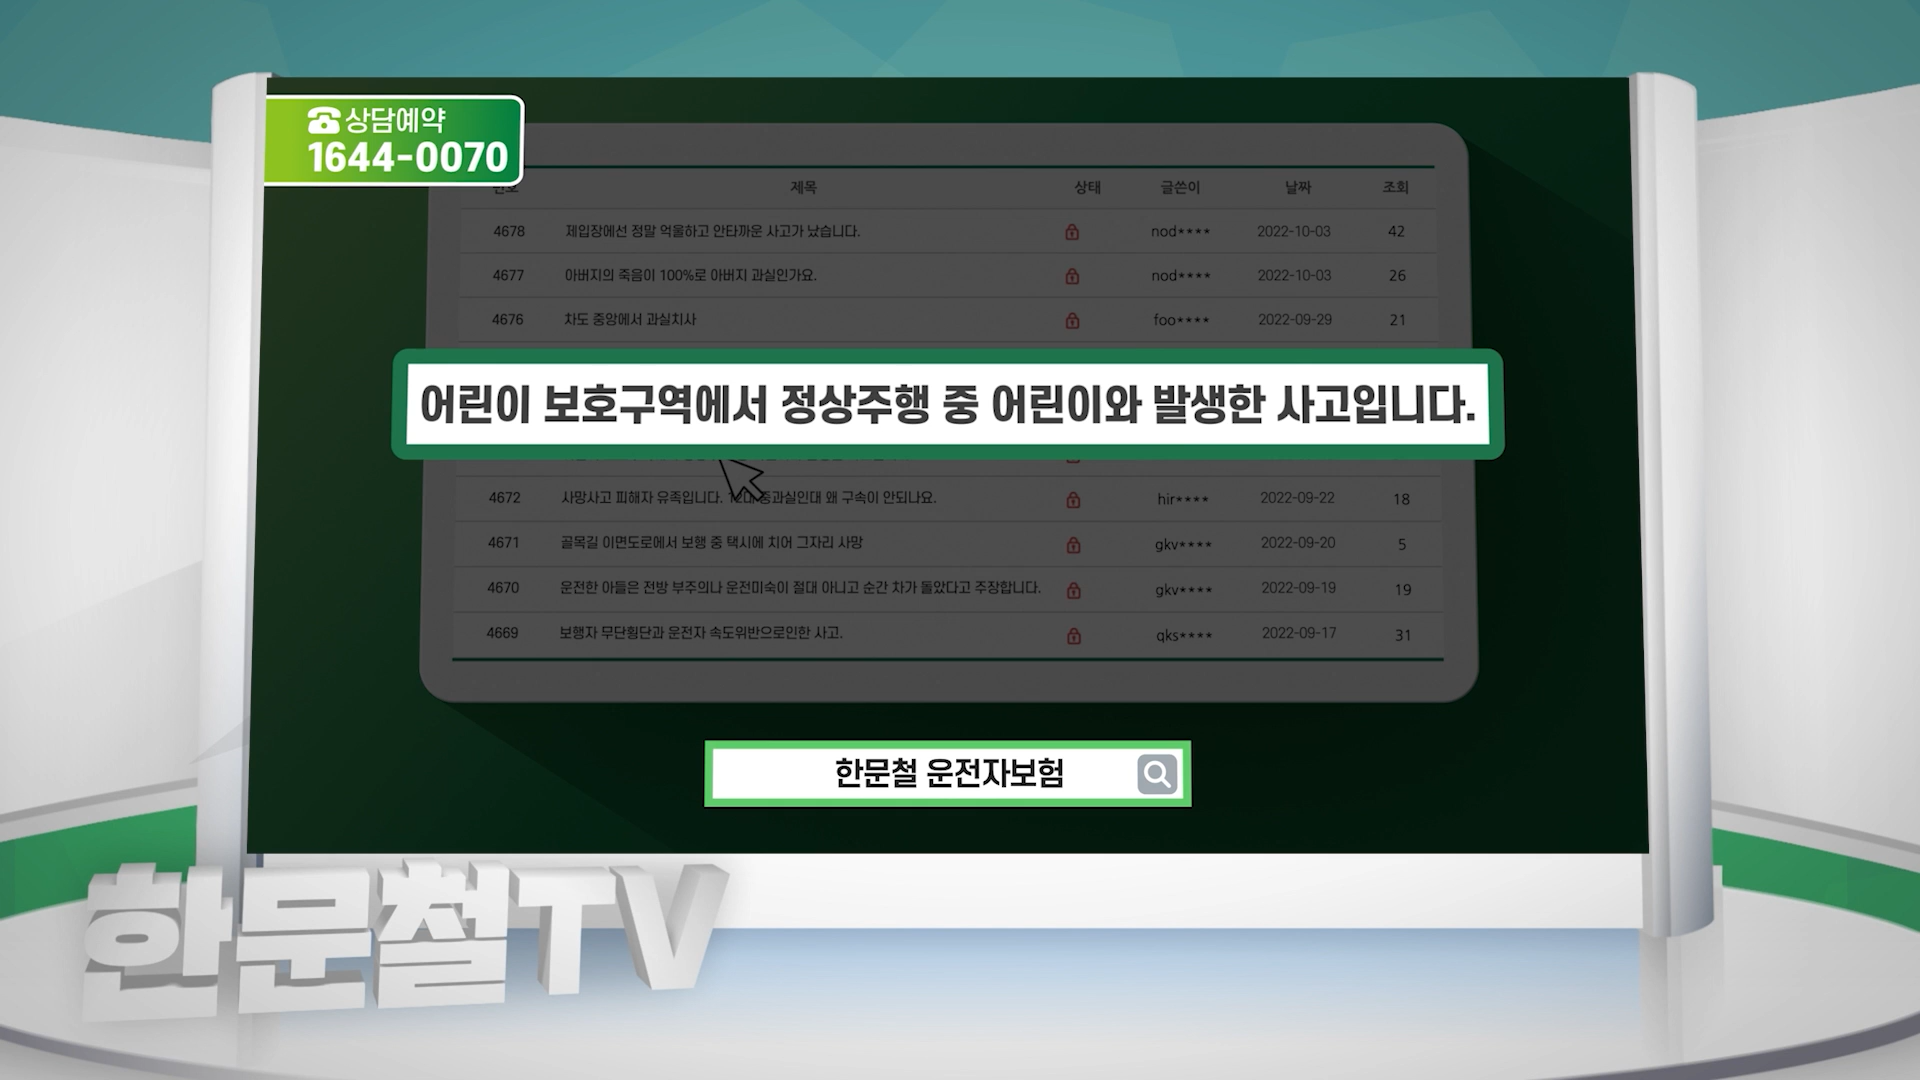 상담예약
1644-0070
번호 제목 상태 글쓴이 날짜 조회
4678 제입장에선 정말 억울하고 안타까운 사고가 났습니다. nod**** 2022-10-03 42
4677 아버지의 죽음이 100%로 아버지 과실인가요. nod**** 2022-10-03 26
4676 차도 중앙에서 과실치사 foo**** 2022-09-29 21
어린이 보호구역에서 정상주행 중 어린이와 발생한 사고입니다.
4672 사망사고 피해자 유족입니다. 12대 중과실인대 왜 구속이 안되나요. hir**** 2022-09-22 18
4671 골목길 이면도로에서 보행 중 택시에 치어 그자리 사망 gkv**** 2022-09-20 5
4670 운전한 아들은 전방 부주의나 운전미숙이 절대 아니고 순간 차가 돌았다고 주장합니다. gkv**** 2022-09-19 19
4669 보행자 무단횡단과 운전자 속도위반으로인한 사고. qks**** 2022-09-17 31
한문철 운전자보험
한문철TV